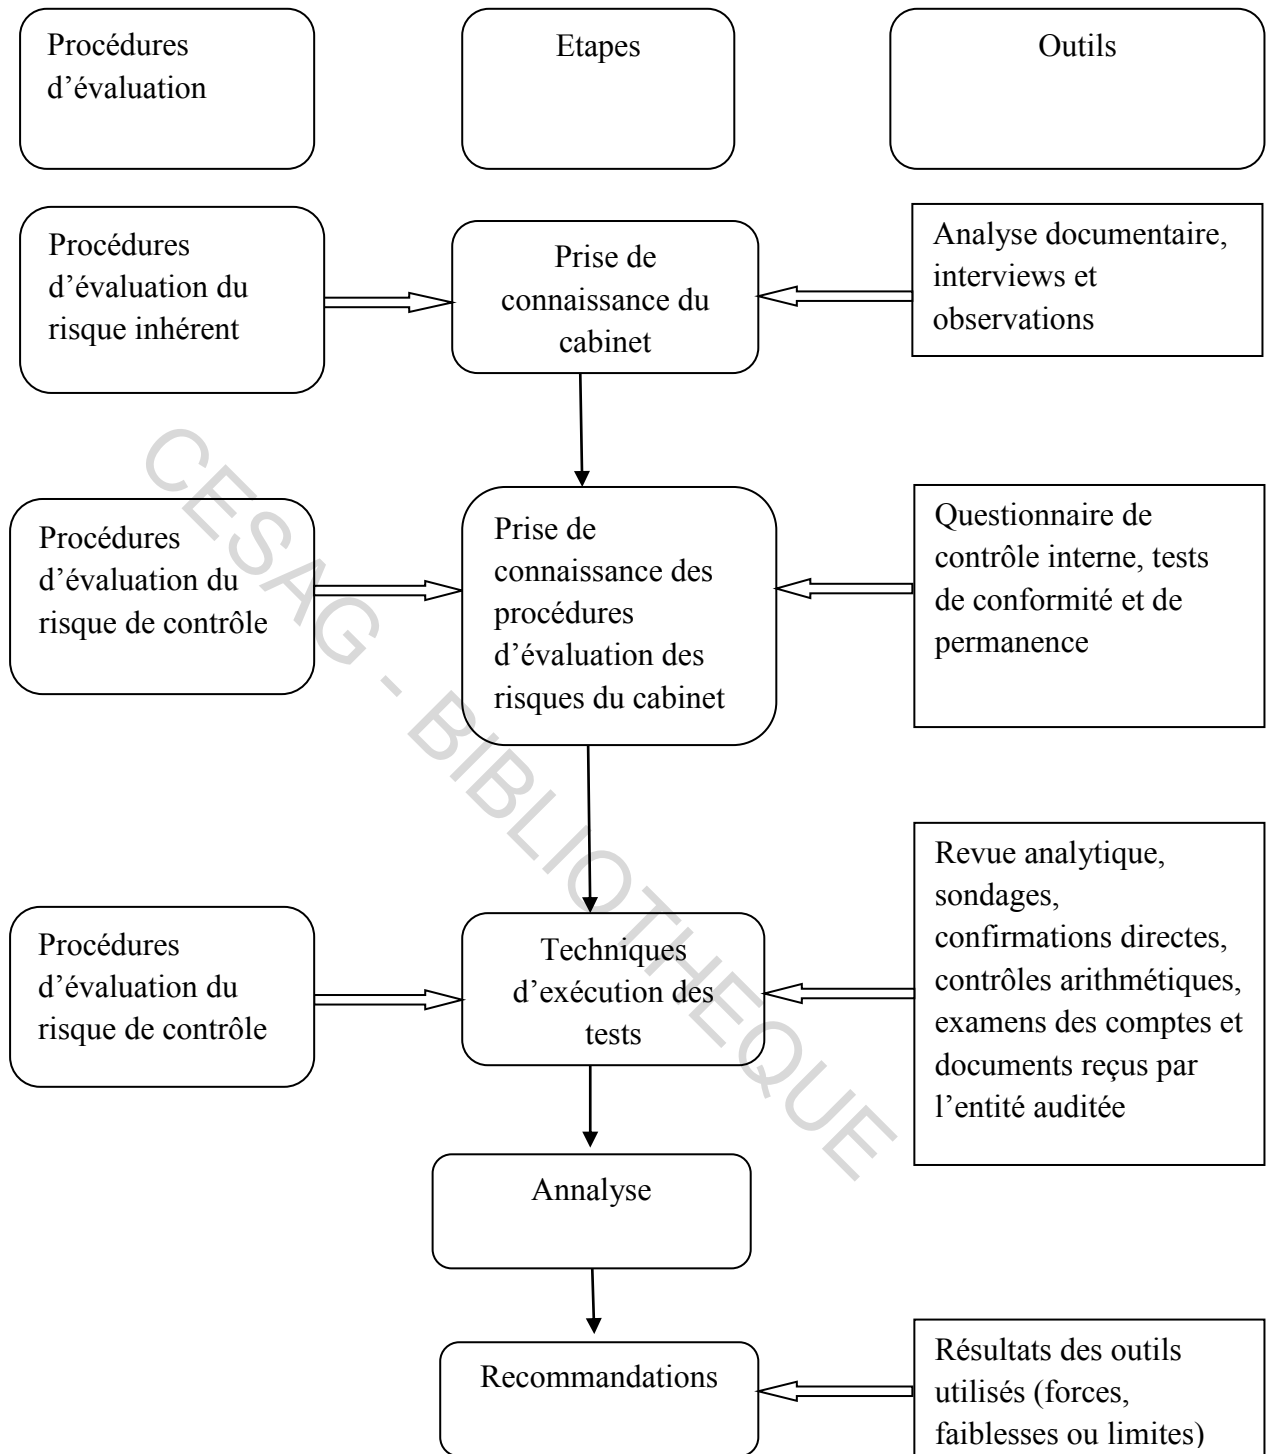 Procédures
d’évaluation
Etapes
Outils
Procédures
d’évaluation du
risque inhérent
Prise de
connaissance du
cabinet
Analyse documentaire,
interviews et
observations
Procédures
d’évaluation du
risque de contrôle
Prise de
connaissance des
procédures
d’évaluation des
risques du cabinet
Questionnaire de
contrôle interne, tests
de conformité et de
permanence
Procédures
d’évaluation du
risque de contrôle
Techniques
d’exécution des
tests
Revue analytique,
sondages,
confirmations directes,
contrôles arithmétiques,
examens des comptes et
documents reçus par
l’entité auditée
Annalyse
Recommandations
Résultats des outils
utilisés (forces,
faiblesses ou limites)
CESAG - BIBLIOTHEQUE